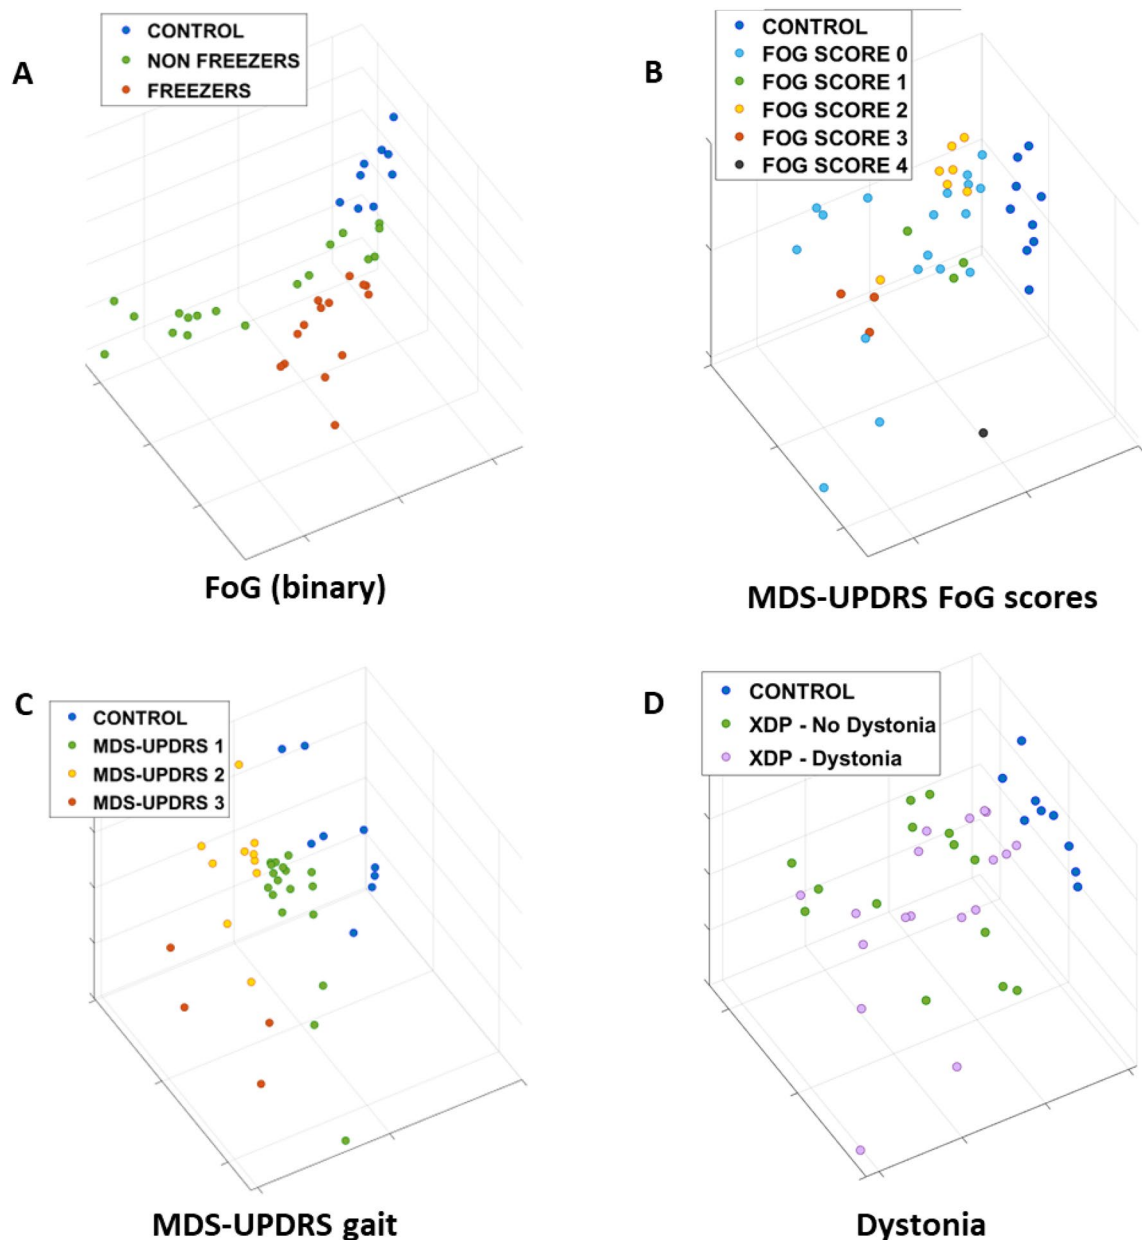 A
CONTROL
NON FREEZERS
FREEZERS
FoG (binary)
B
CONTROL
FOG SCORE 0
FOG SCORE 1
FOG SCORE 2
FOG SCORE 3
FOG SCORE 4
MDS-UPDRS FoG scores
C
CONTROL
MDS-UPDRS 1
MDS-UPDRS 2
MDS-UPDRS 3
MDS-UPDRS gait
D
CONTROL
XDP - No Dystonia
XDP - Dystonia
Dystonia